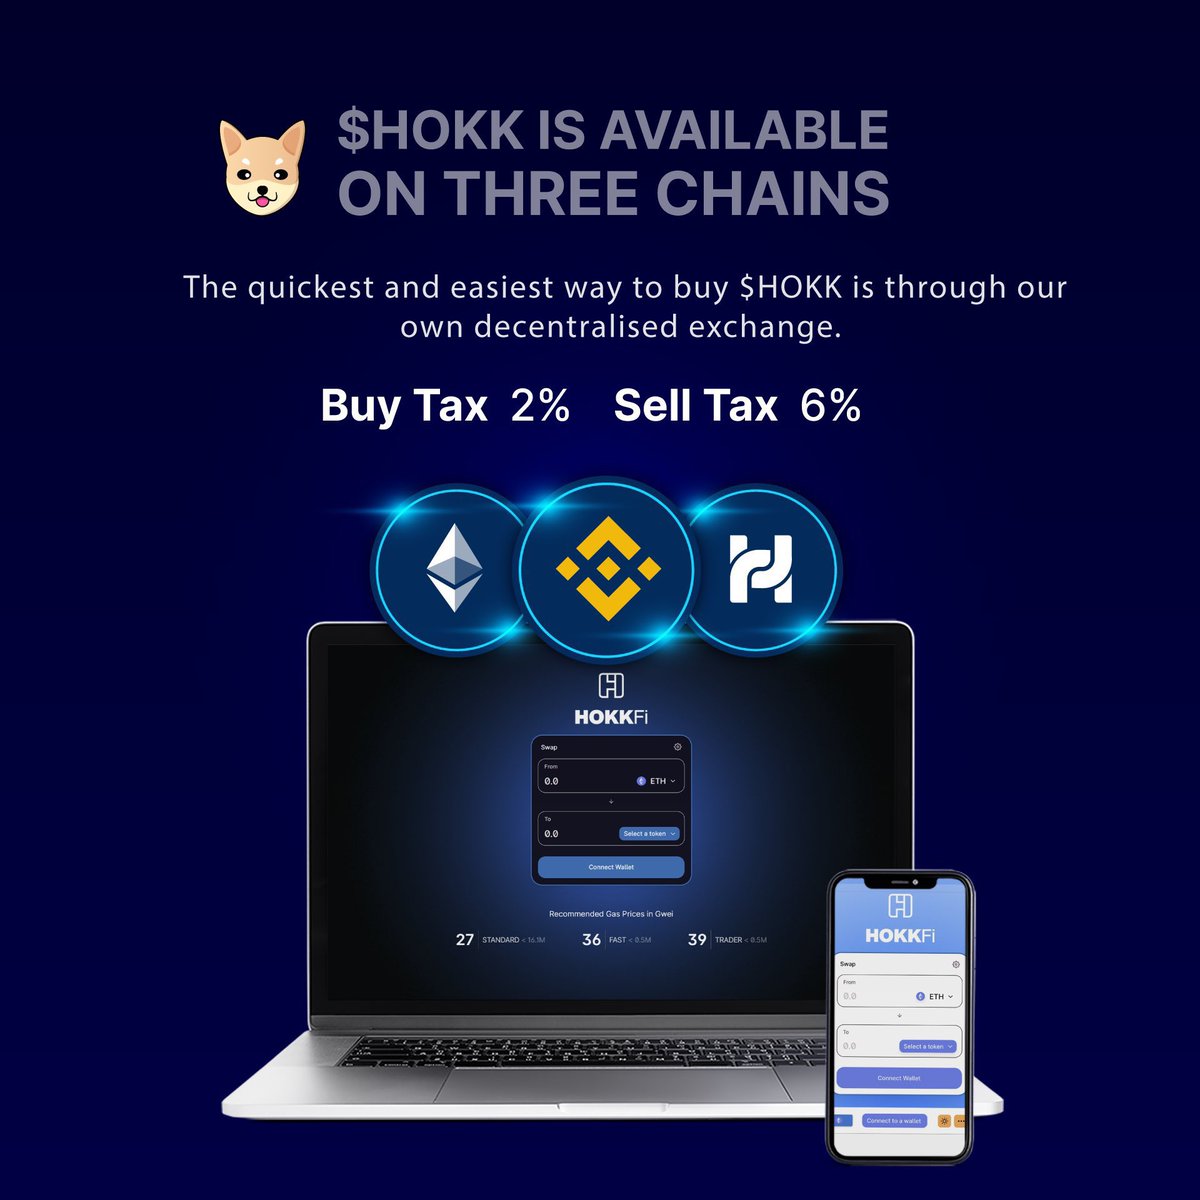 $HOKK IS AVAILABLE
ON THREE CHAINS
The quickest and easiest way to buy $HOKK is through our
own decentralised exchange.
Buy Tax 2% Sell Tax 6%
HOKKFi
Swap
From
0.0 ETH
To
0.0 Select a token
Connect Wallet
Recommended Gas Prices in Gwei
27 STANDARD < 16.1M 36 FAST < 0.5M 39 TRADER < 0.5M
HOKKFi
Swap
From
0.0 ETH
To
0.0 Select a token
Connect Wallet
Connect to a wallet